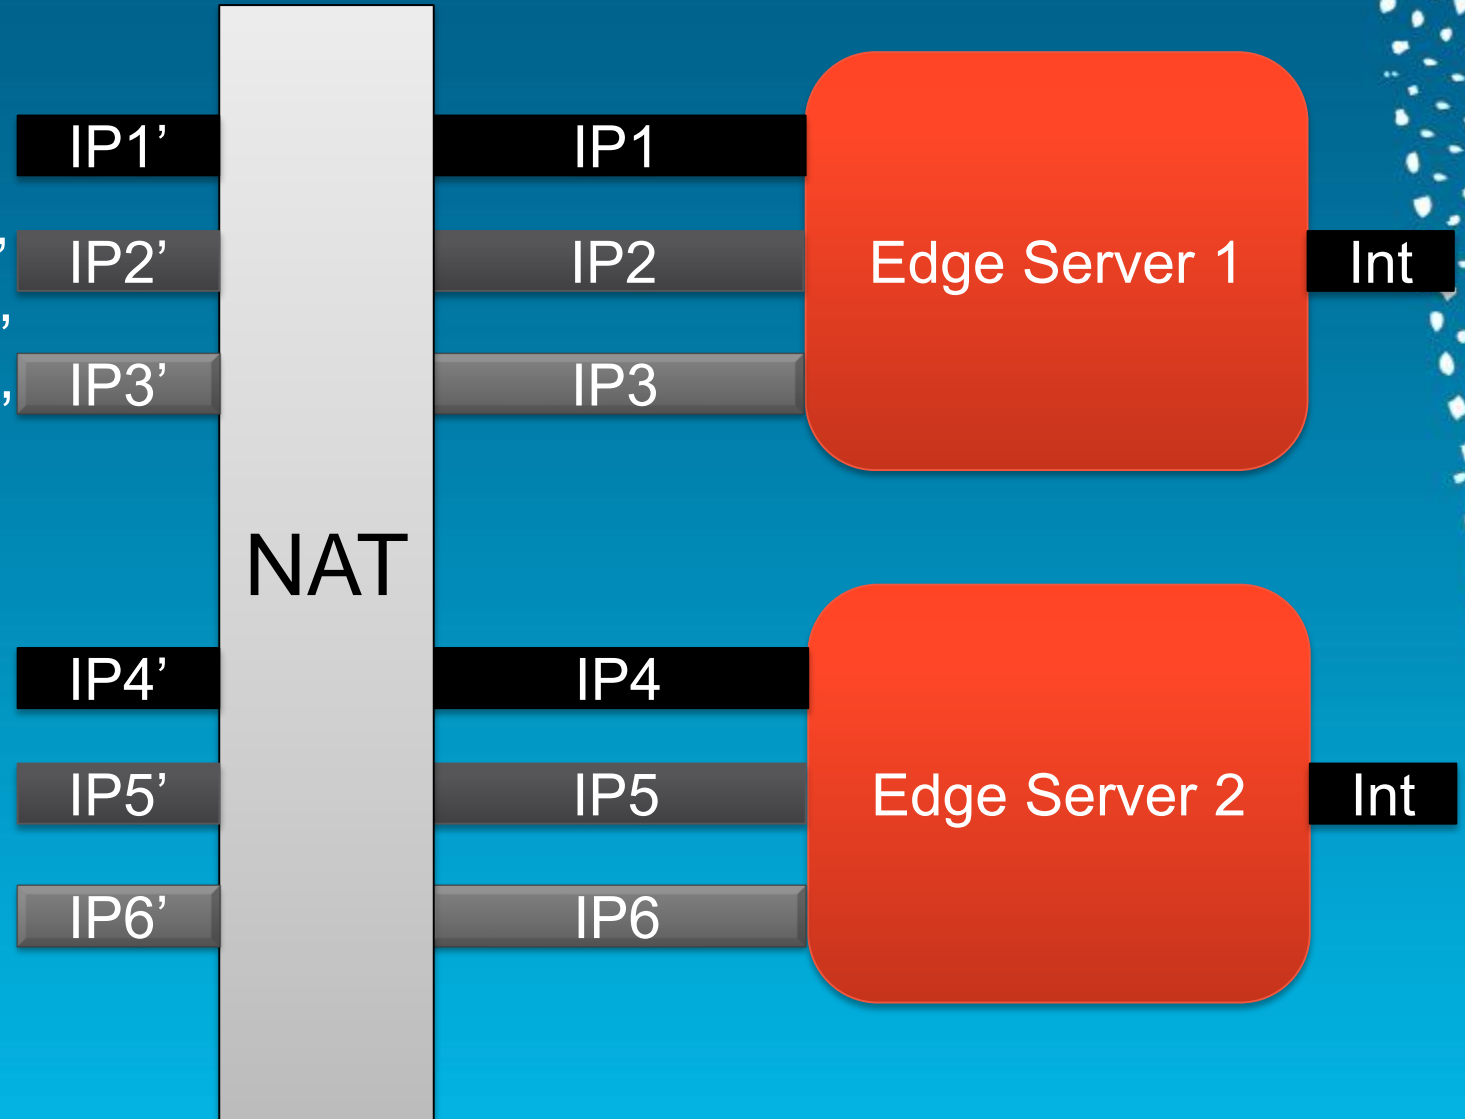 IP1’
IP1
IP2’
IP2
Edge Server 1
Int
IP3’
IP3
NAT
IP4’
IP4
IP5’
IP5
Edge Server 2
Int
IP6’
IP6